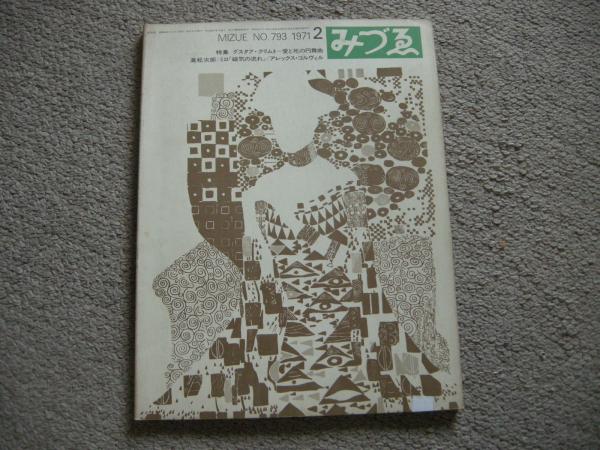 MIZUE NO.793 1971 2
みづゑ
特集 グスタフ・クリムト－愛と死の円舞曲
高松次郎/ミロ「磁気の流れ」/アレックス・コルヴィル